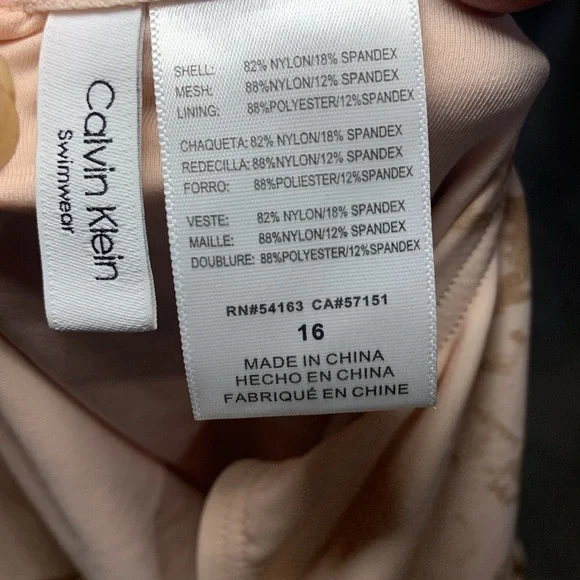 Calvin Klein
Swimwear
SHELL: 82% NYLON/18% SPANDEX
MESH: 88%NYLON/12% SPANDEX
LINING: 88%POLYESTER/12%SPANDEX
CHAQUETA: 82% NYLON/18% SPANDEX
REDECILLA: 88%NYLON/12% SPANDEX
FORRO: 88%POLIESTER/12%SPANDEX
VESTE: 82% NYLON/18% SPANDEX
MAILLE: 88%NYLON/12% SPANDEX
DOUBLURE: 88%POLYESTER/12%SPANDEX
RN#54163 CA#57151
16
MADE IN CHINA
HECHO EN CHINA
FABRIQUÉ EN CHINE